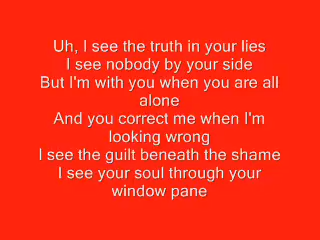 Uh, I see the truth in your lies
I see nobody by your side
But I'm with you when you are all
alone
And you correct me when I'm
looking wrong
I see the guilt beneath the shame
I see your soul through your
window pane